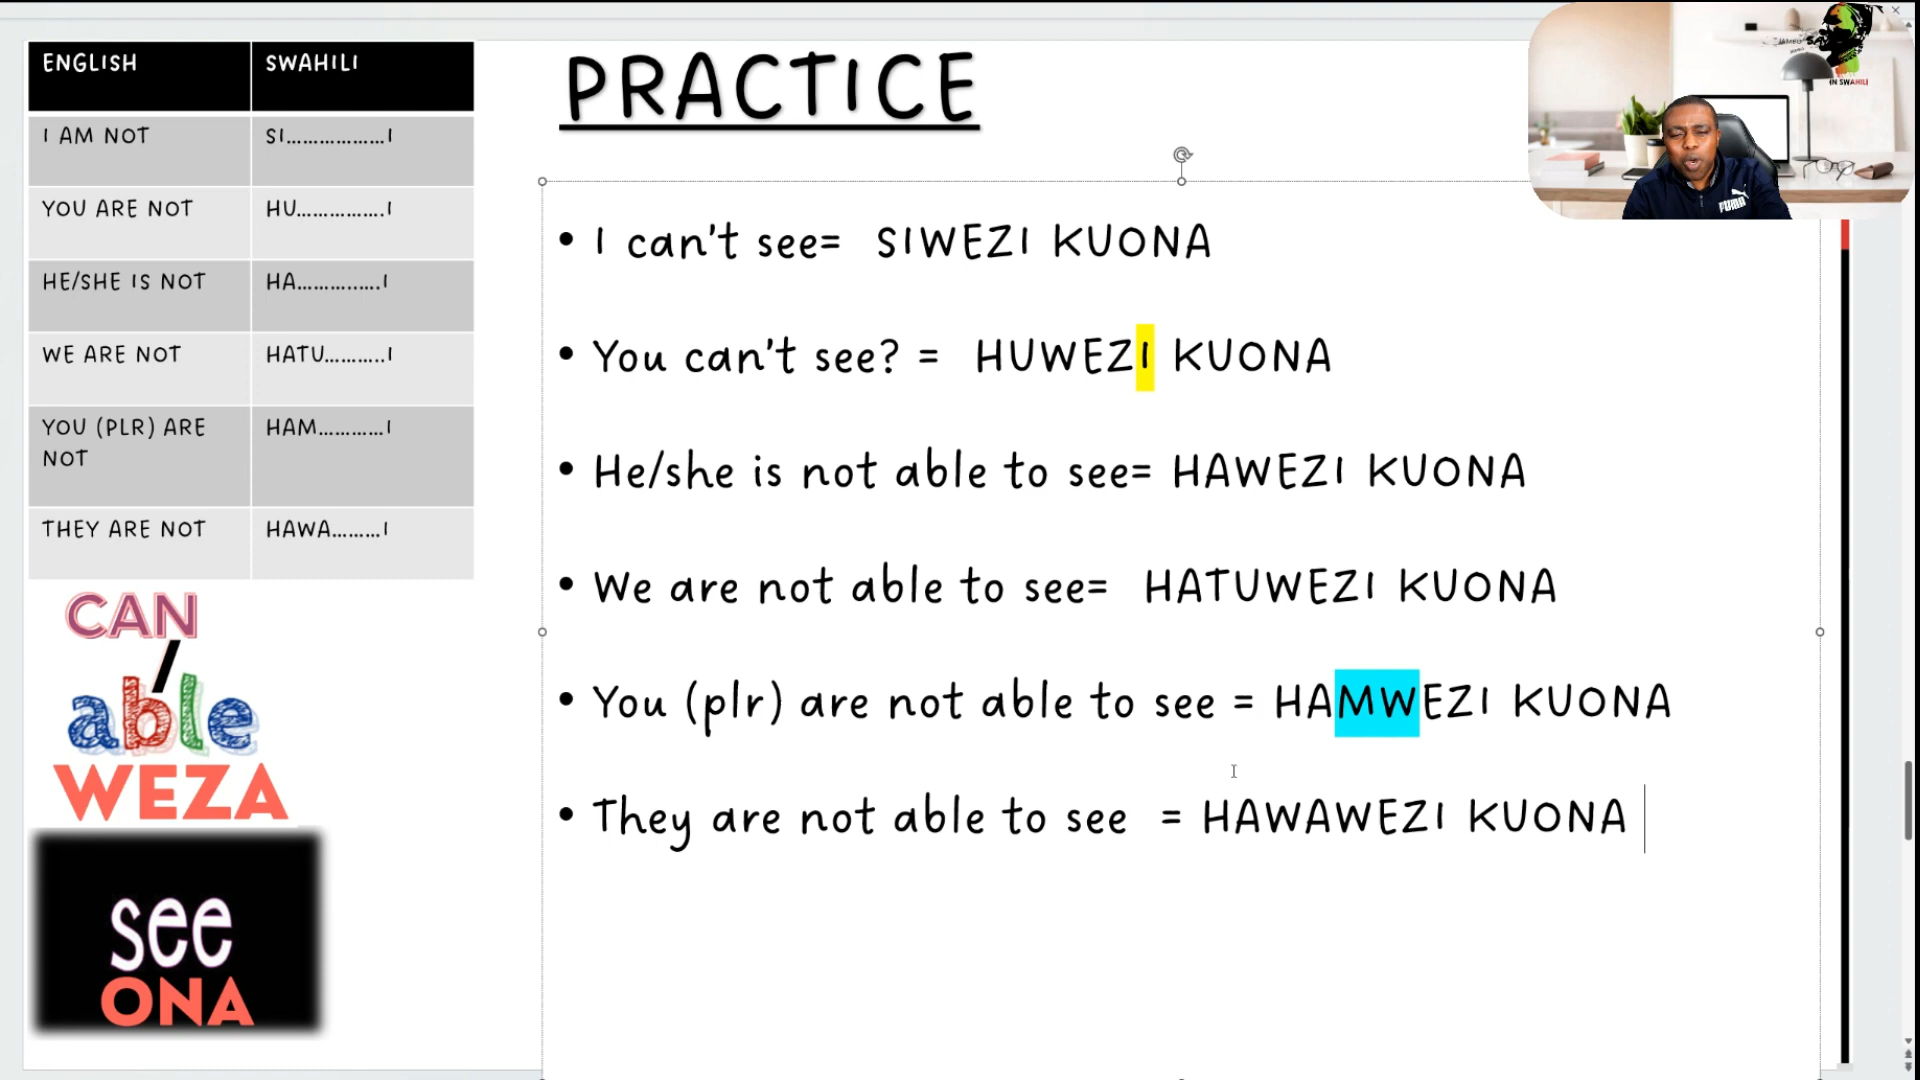 ENGLISH SWAHILI
I AM NOT SI................I
YOU ARE NOT HU...............I
HE/SHE IS NOT HA..............I
WE ARE NOT HATU...........I
YOU (PLR) ARE NOT HAM............I
THEY ARE NOT HAWA.........I
CAN
/
able
WEZA
see
ONA
PRACTICE
• I can't see= SIWEZI KUONA
• You can't see? = HUWEZI KUONA
• He/she is not able to see= HAWEZI KUONA
• We are not able to see= HATUWEZI KUONA
• You (plr) are not able to see = HAMWEZI KUONA
• They are not able to see = HAWAWEZI KUONA
IN SWAHILI
PUMA